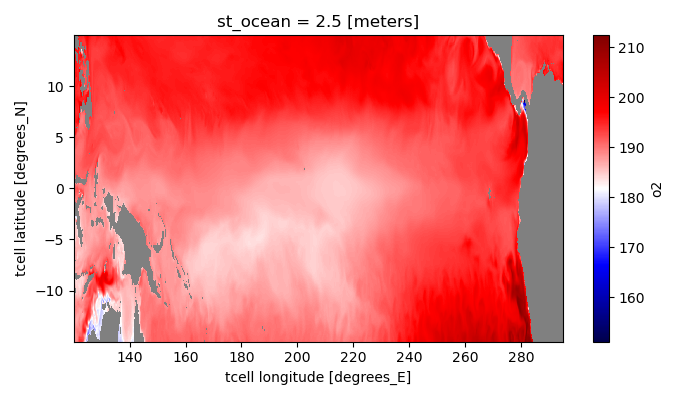 st_ocean = 2.5 [meters]
10
5
0
−5
−10
tcell latitude [degrees_N]
140 160 180 200 220 240 260 280
tcell longitude [degrees_E]
210
200
190
180
170
160
o2